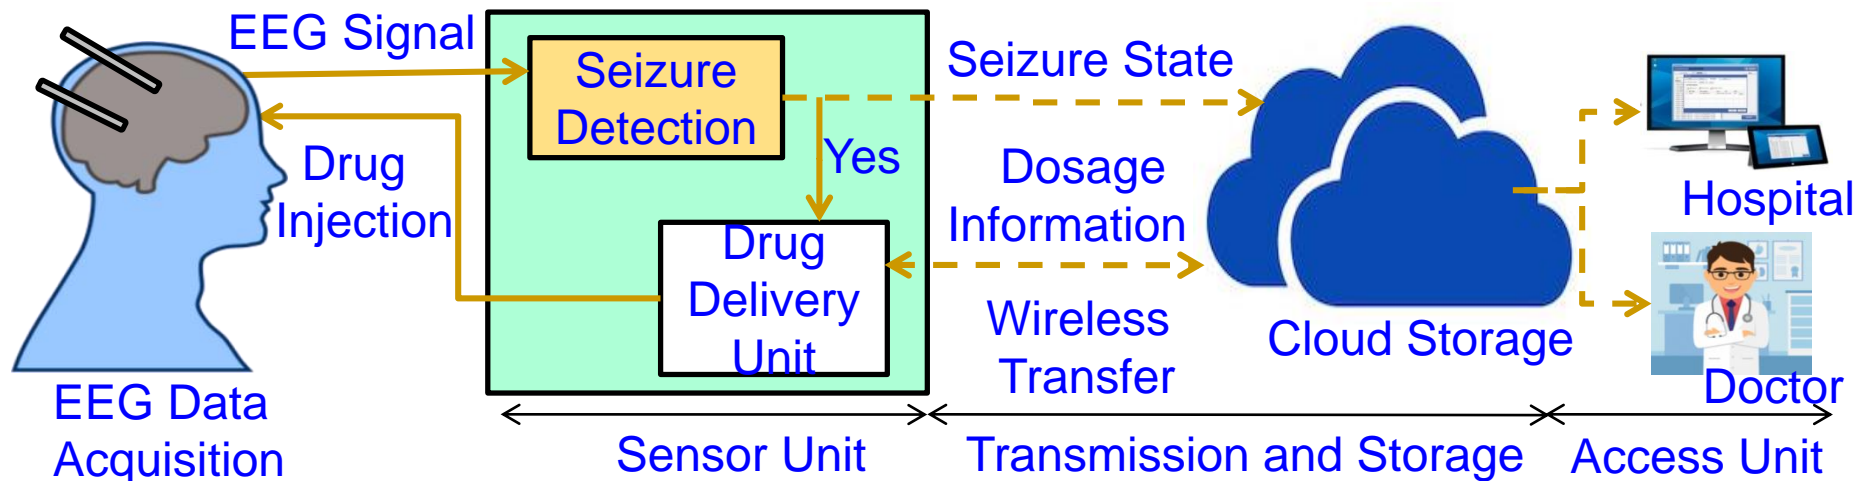 EEG Signal
Seizure
Detection
Yes
Drug
Injection
Drug
Delivery
Unit
EEG Data
Acquisition
Seizure State
Dosage
Information
Wireless
Transfer
Cloud Storage
Hospital
Doctor
Sensor Unit
Transmission and Storage
Access Unit